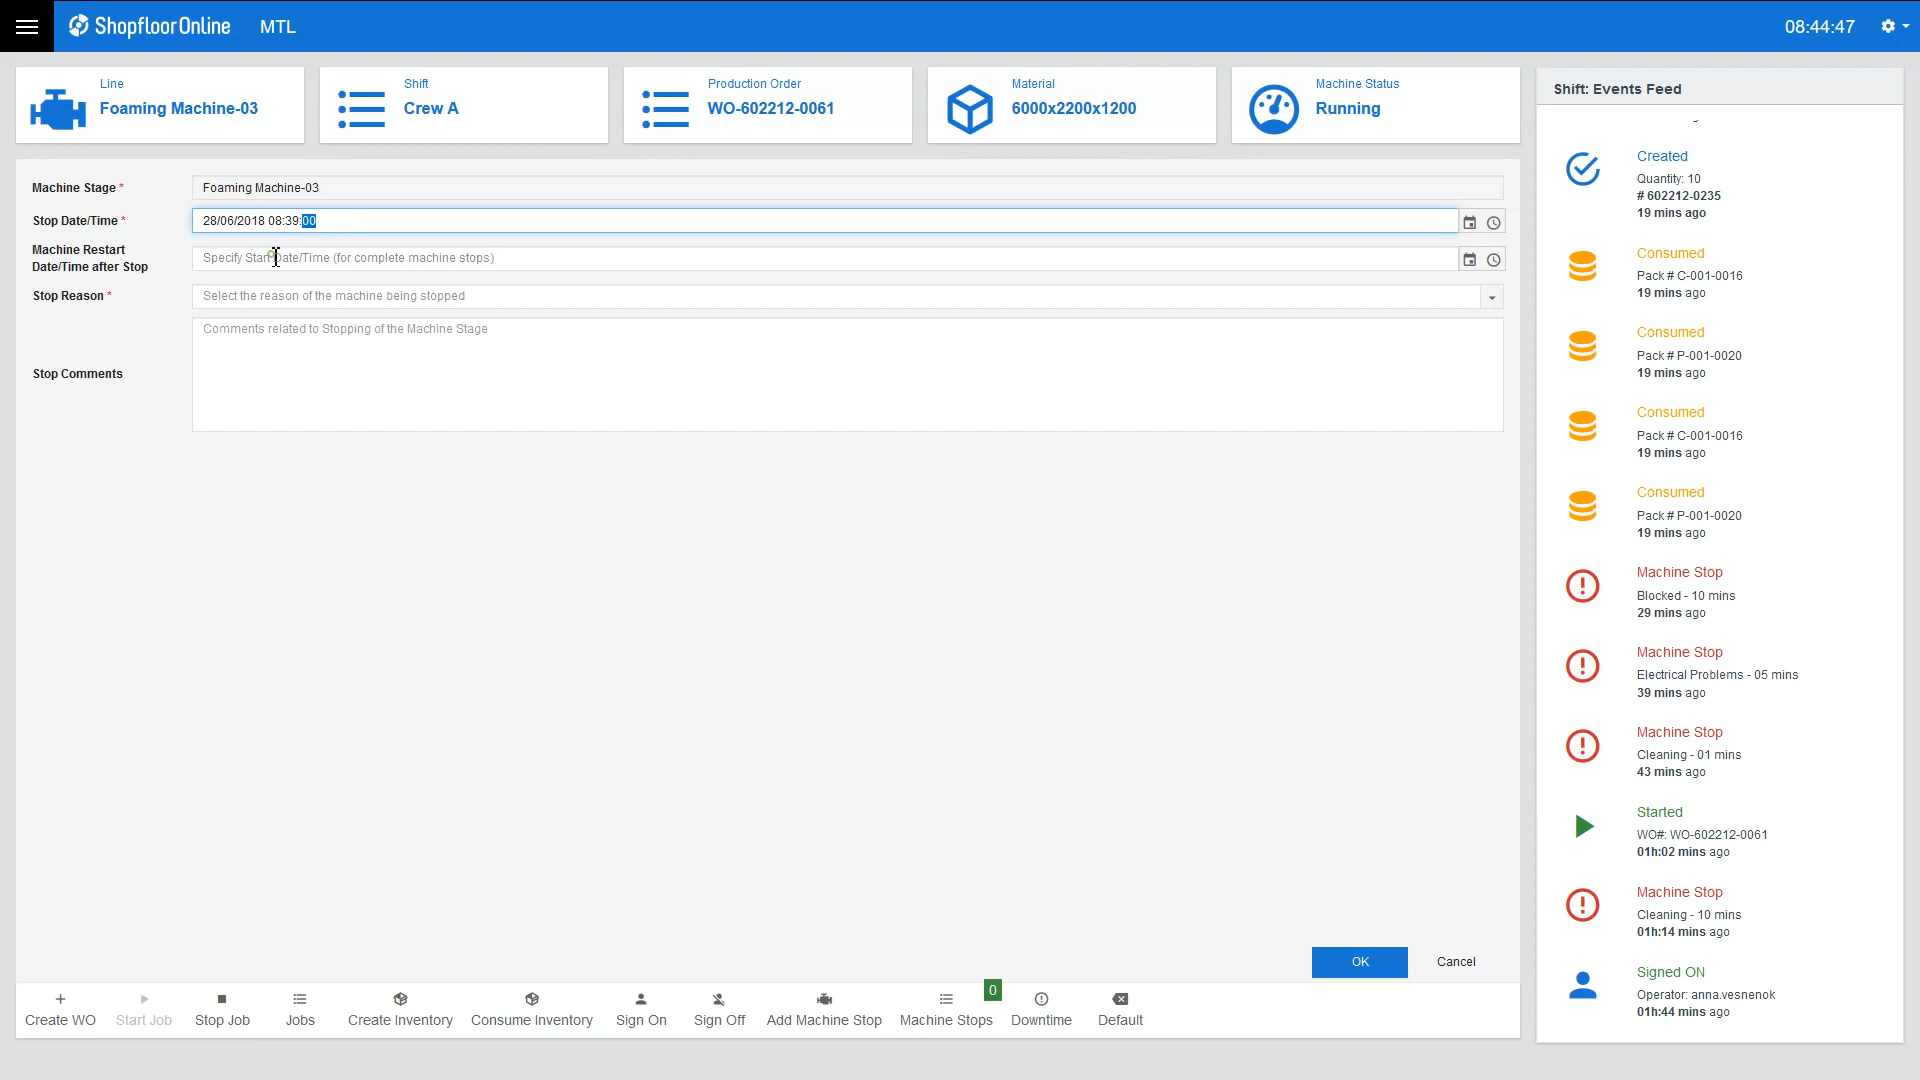 ShopfloorOnline
MTL
08:44:47
Line
Foaming Machine-03
Shift
Crew A
Production Order
WO-602212-0061
Material
6000x2200x1200
Machine Status
Running
Machine Stage *
Foaming Machine-03
Stop Date/Time *
28/06/2018 08:39:00
Machine Restart
Date/Time after Stop
Specify Start Date/Time (for complete machine stops)
Stop Reason *
Select the reason of the machine being stopped
Stop Comments
Comments related to Stopping of the Machine Stage
OK
Cancel
Create WO
Start Job
Stop Job
Jobs
Create Inventory
Consume Inventory
Sign On
Sign Off
Add Machine Stop
Machine Stops
0
Downtime
Default
Shift: Events Feed
Created
Quantity: 10
# 602212-0235
19 mins ago
Consumed
Pack # C-001-0016
19 mins ago
Consumed
Pack # P-001-0020
19 mins ago
Consumed
Pack # C-001-0016
19 mins ago
Consumed
Pack # P-001-0020
19 mins ago
Machine Stop
Blocked - 10 mins
29 mins ago
Machine Stop
Electrical Problems - 05 mins
39 mins ago
Machine Stop
Cleaning - 01 mins
43 mins ago
Started
WO#: WO-602212-0061
01h:02 mins ago
Machine Stop
Cleaning - 10 mins
01h:14 mins ago
Signed ON
Operator: anna.vesnenok
01h:44 mins ago